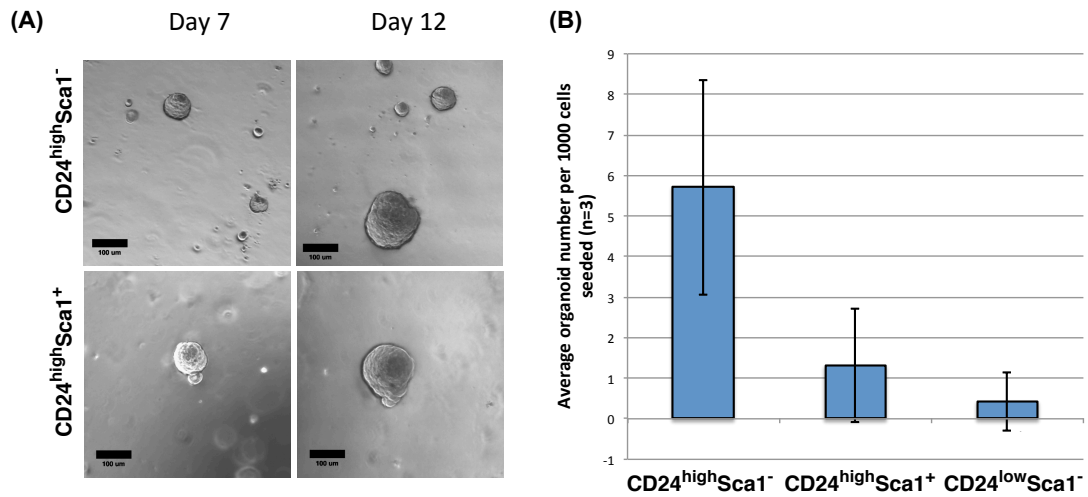 (A)
Day 7
Day 12
CD24highSca1-
CD24highSca1+
100 um
100 um
100 um
100 um
(B)
Average organoid number per 1000 cells
seeded (n=3)
9
8
7
6
5
4
3
2
1
0
-1
CD24highSca1- CD24highSca1+ CD24lowSca1-